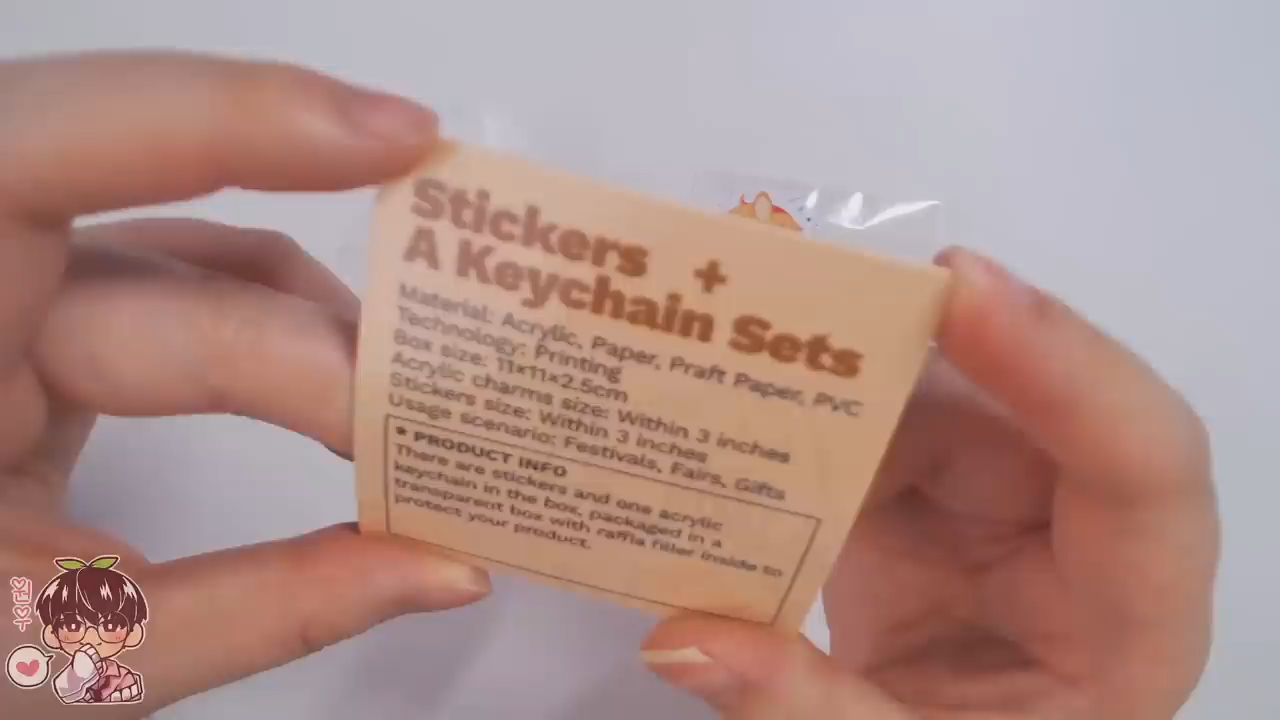 Stickers +
A Keychain Sets
Material: Acrylic, Paper, Praft Paper, PVC
Technology: Printing
Box size: 11x11x2.5cm
Acrylic charms size: Within 3 inches
Stickers size: Within 3 inches
Usage scenario: Festivals, Fairs, Gifts
★ PRODUCT INFO
There are stickers and one acrylic
keychain in the box, packaged in a
transparent box with raffia filler inside to
protect your product.
원우